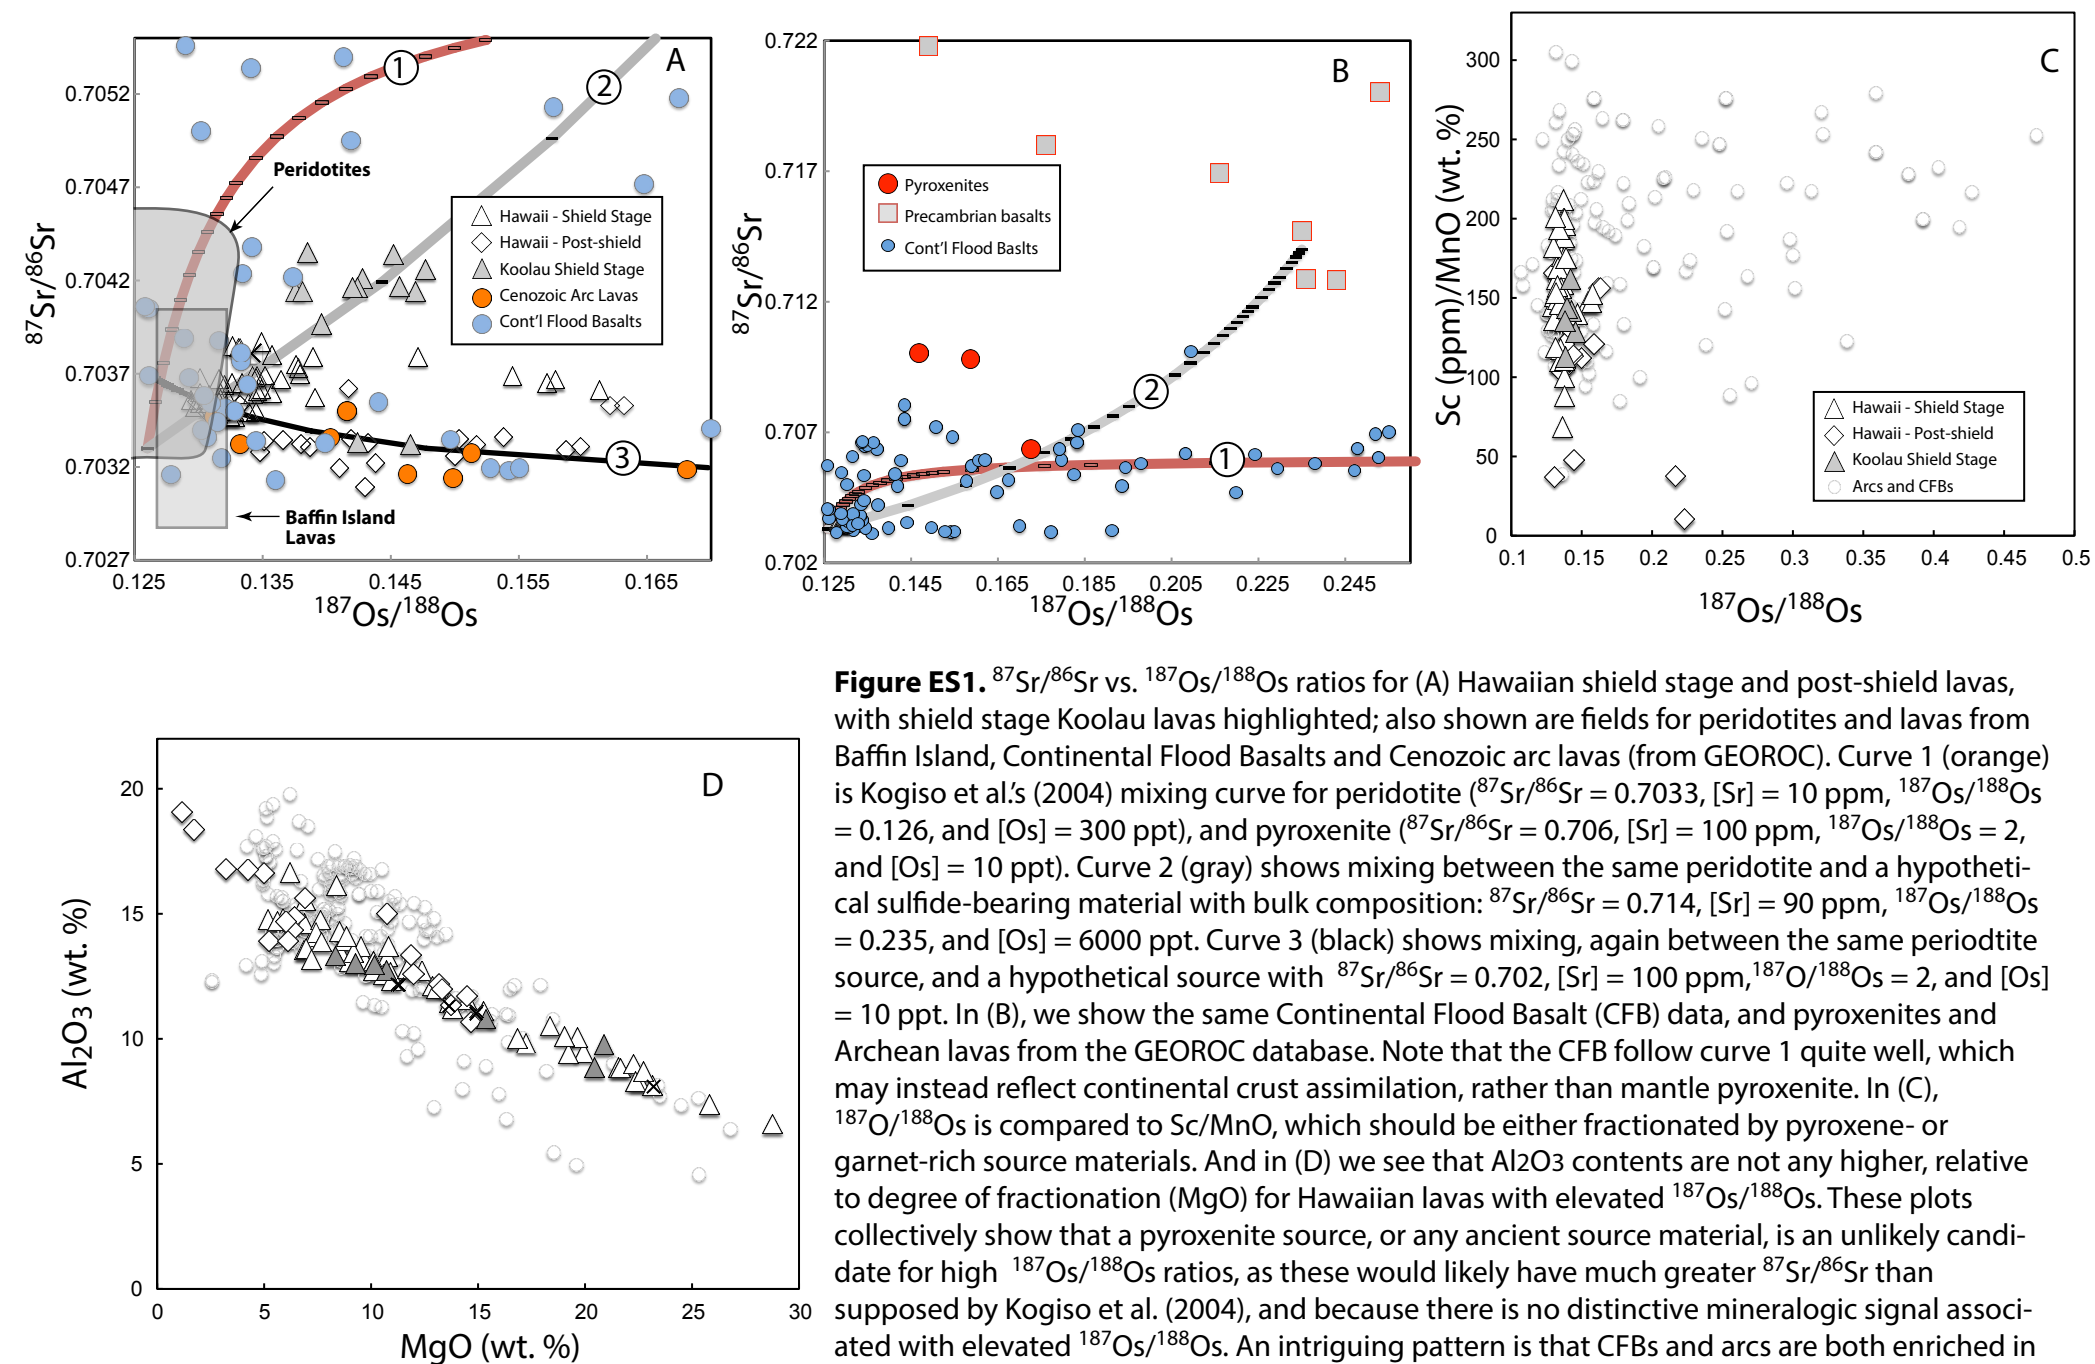 A
87Sr/86Sr
0.7052
0.7047
0.7042
0.7037
0.7032
0.7027
0.125 0.135 0.145 0.155 0.165
187Os/188Os
1
2
3
Peridotites
Baffin Island
Lavas
Hawaii - Shield Stage
Hawaii - Post-shield
Koolau Shield Stage
Cenozoic Arc Lavas
Cont'l Flood Basalts
B
87Sr/86Sr
0.722
0.717
0.712
0.707
0.702
0.125 0.145 0.165 0.185 0.205 0.225 0.245
187Os/188Os
Pyroxenites
Precambrian basalts
Cont'l Flood Baslts
2
1
C
Sc (ppm)/MnO (wt. %)
300
250
200
150
100
50
0
0.1 0.15 0.2 0.25 0.3 0.35 0.4 0.45 0.5
187Os/188Os
Hawaii - Shield Stage
Hawaii - Post-shield
Koolau Shield Stage
Arcs and CFBs
D
Al2O3 (wt. %)
20
15
10
5
0
0 5 10 15 20 25 30
MgO (wt. %)
Figure ES1. 87Sr/86Sr vs. 187Os/188Os ratios for (A) Hawaiian shield stage and post-shield lavas,
with shield stage Koolau lavas highlighted; also shown are fields for peridotites and lavas from
Baffin Island, Continental Flood Basalts and Cenozoic arc lavas (from GEOROC). Curve 1 (orange)
is Kogiso et al.'s (2004) mixing curve for peridotite (87Sr/86Sr = 0.7033, [Sr] = 10 ppm, 187Os/188Os
= 0.126, and [Os] = 300 ppt), and pyroxenite (87Sr/86Sr = 0.706, [Sr] = 100 ppm, 187Os/188Os = 2,
and [Os] = 10 ppt). Curve 2 (gray) shows mixing between the same peridotite and a hypotheti-
cal sulfide-bearing material with bulk composition: 87Sr/86Sr = 0.714, [Sr] = 90 ppm, 187Os/188Os
= 0.235, and [Os] = 6000 ppt. Curve 3 (black) shows mixing, again between the same periodtite
source, and a hypothetical source with 87Sr/86Sr = 0.702, [Sr] = 100 ppm,187O/188Os = 2, and [Os]
= 10 ppt. In (B), we show the same Continental Flood Basalt (CFB) data, and pyroxenites and
Archean lavas from the GEOROC database. Note that the CFB follow curve 1 quite well, which
may instead reflect continental crust assimilation, rather than mantle pyroxenite. In (C),
187O/188Os is compared to Sc/MnO, which should be either fractionated by pyroxene- or
garnet-rich source materials. And in (D) we see that Al2O3 contents are not any higher, relative
to degree of fractionation (MgO) for Hawaiian lavas with elevated 187Os/188Os. These plots
collectively show that a pyroxenite source, or any ancient source material, is an unlikely candi-
date for high 187Os/188Os ratios, as these would likely have much greater 87Sr/86Sr than
supposed by Kogiso et al. (2004), and because there is no distinctive mineralogic signal associ-
ated with elevated 187Os/188Os. An intriguing pattern is that CFBs and arcs are both enriched in